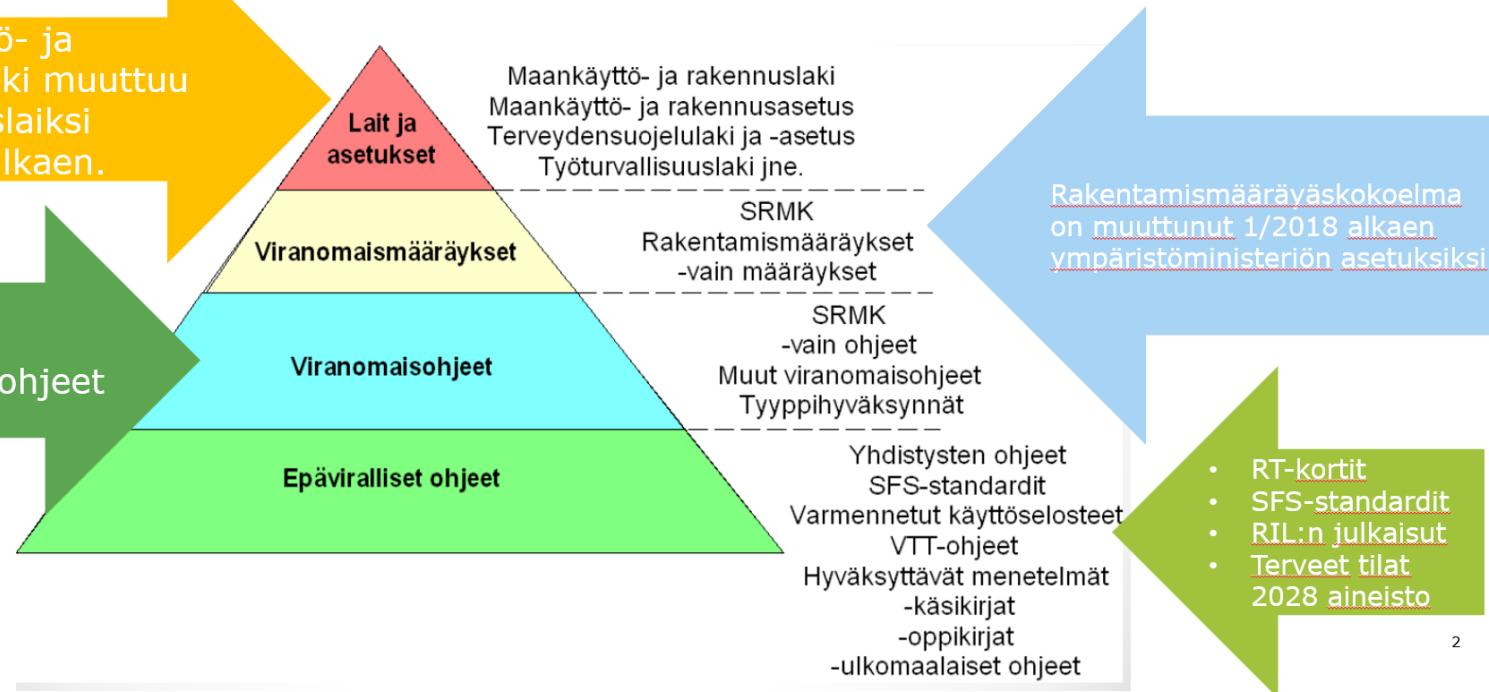 ö- ja
ki muuttuu
slaiksi
lkaen.
ohjeet
Lait ja
asetukset
Viranomaismääräykset
Viranomaisohjeet
Epäviralliset ohjeet
Maankäyttö- ja rakennuslaki
Maankäyttö- ja rakennusasetus
Terveydensuojelulaki ja -asetus
Työturvallisuuslaki jne.
SRMK
Rakentamismääräykset
-vain määräykset
SRMK
-vain ohjeet
Muut viranomaisohjeet
Tyyppihyväksynnät
Yhdistysten ohjeet
SFS-standardit
Varmennetut käyttöselosteet
VTT-ohjeet
Hyväksyttävät menetelmät
-käsikirjat
-oppikirjat
-ulkomaalaiset ohjeet
Rakentamismääräyäskokoelma
on muuttunut 1/2018 alkaen
ympäristöministeriön asetuksiksi
• RT-kortit
• SFS-standardit
• RIL:n julkaisut
• Terveet tilat
2028 aineisto
2